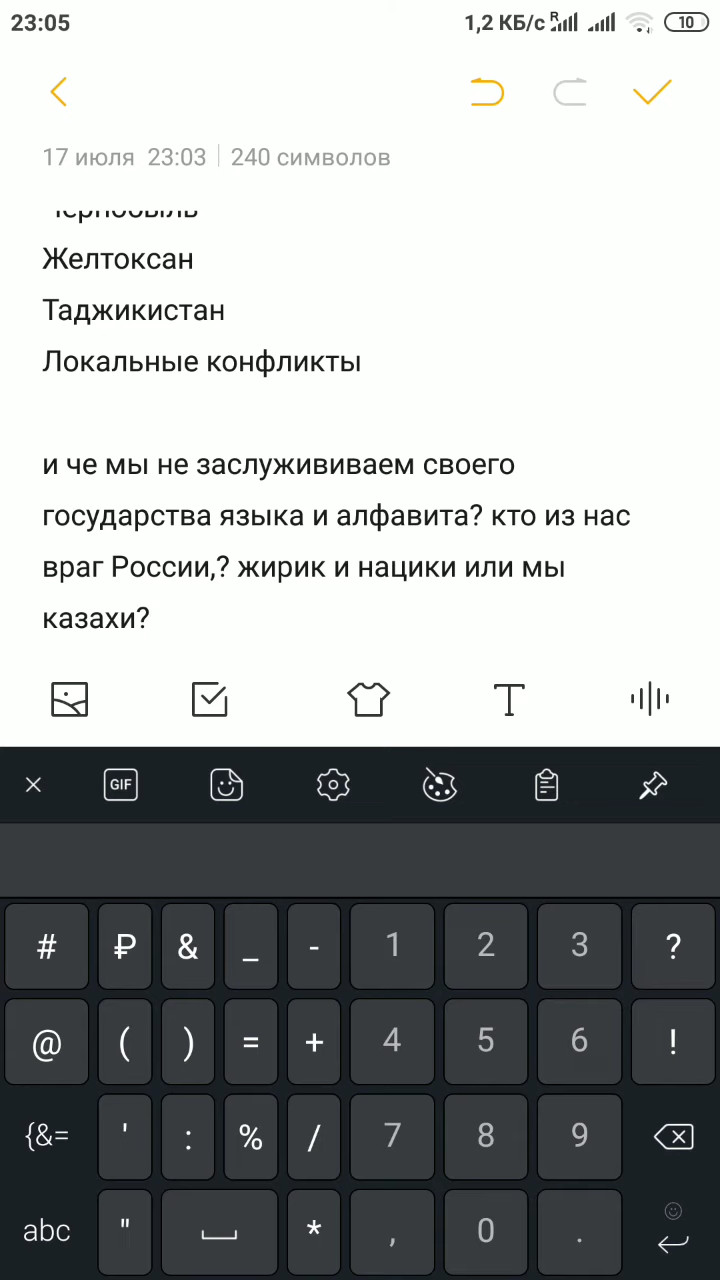 23:05 1,2 КБ/с R 10
17 июля 23:03 240 символов
Чернобыль
Желтоксан
Таджикистан
Локальные конфликты
и че мы не заслужививаем своего
государства языка и алфавита? кто из нас
враг России,? жирик и нацики или мы
казахи?
T
GIF
# ₽ & _ - 1 2 3 ?
@ ( ) = + 4 5 6 !
{&= ' : % / 7 8 9
abc " * , 0 .